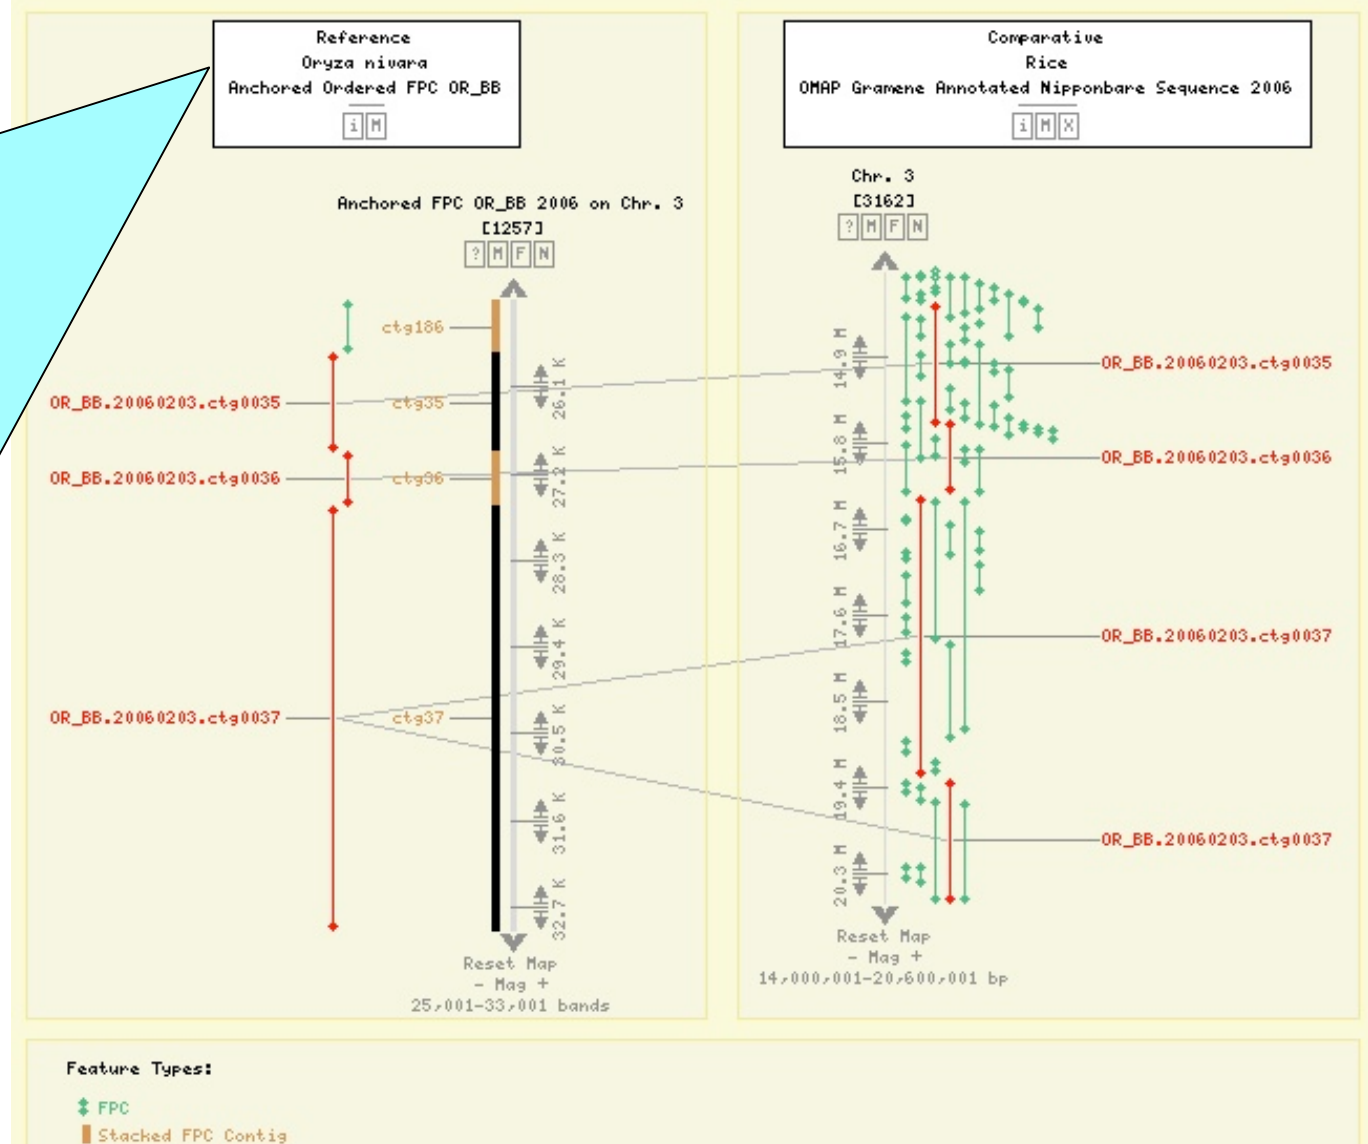 Reference
Oryza nivara
Anchored Ordered FPC OR_BB
i M
Anchored FPC OR_BB 2006 on Chr. 3
[1257]
? M F N
ctg186
26.1 K
OR_BB.20060203.ctg0035
ctg35
27.2 K
OR_BB.20060203.ctg0036
ctg36
28.3 K
29.4 K
OR_BB.20060203.ctg0037
ctg37
30.5 K
31.6 K
32.7 K
Reset Map
- Mag +
25,001-33,001 bands
Comparative
Rice
OMAP Gramene Annotated Nipponbare Sequence 2006
i M X
Chr. 3
[3162]
? M F N
14.9 M
OR_BB.20060203.ctg0035
15.8 M
OR_BB.20060203.ctg0036
16.7 M
17.6 M
OR_BB.20060203.ctg0037
18.5 M
19.4 M
OR_BB.20060203.ctg0037
20.3 M
Reset Map
- Mag +
14,000,001-20,600,001 bp
Feature Types:
FPC
Stacked FPC Contig